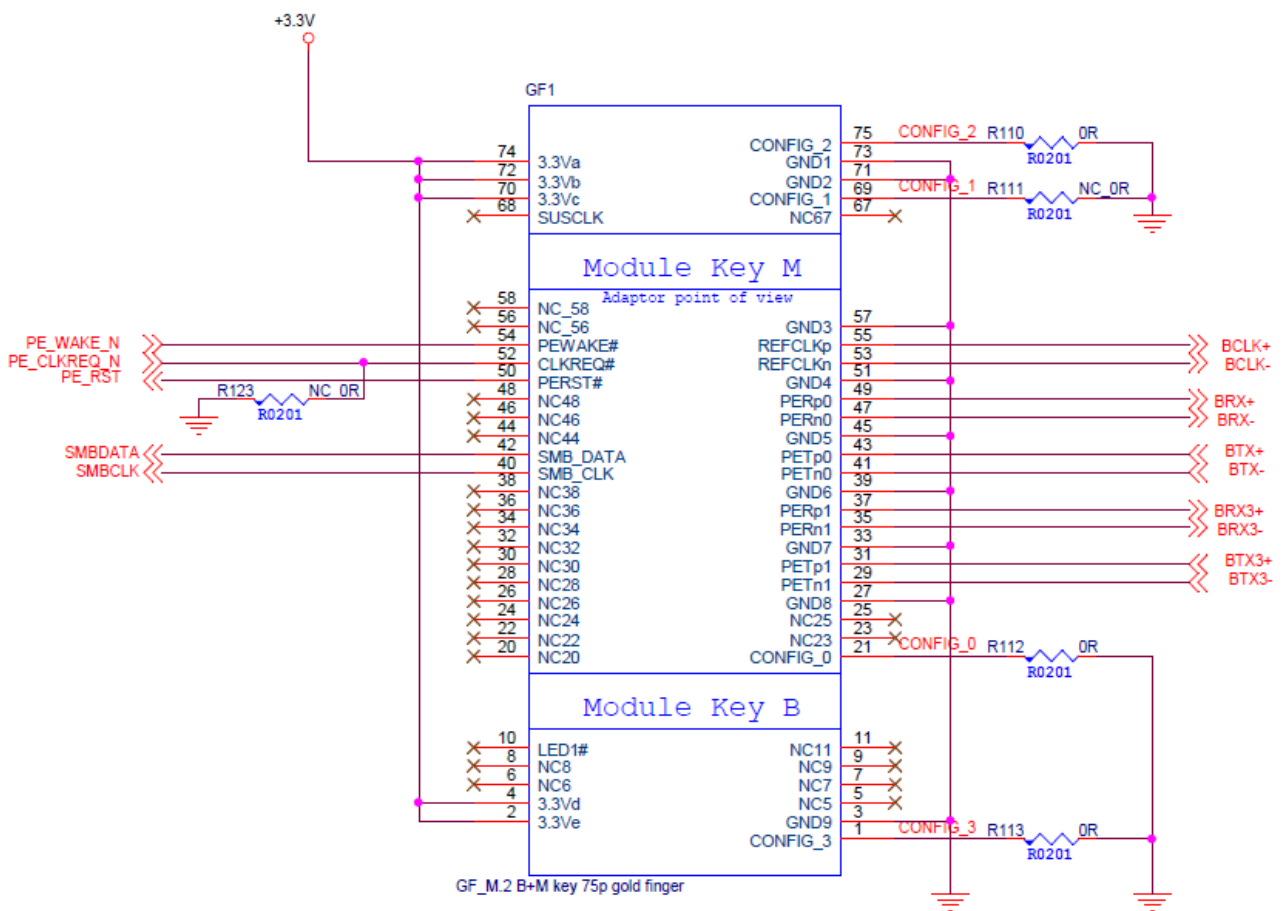 +3.3V
GF1
74 3.3Va
72 3.3Vb
70 3.3Vc
68 SUSCLK
CONFIG_2 75 CONFIG_2 R110 0R
R0201
GND1 73
GND2 71
CONFIG_1 69 CONFIG_1 R111 NC_0R
R0201
NC67 67
Module Key M
Adaptor point of view
58 NC_58
56 NC_56
PE_WAKE_N 54 PEWAKE#
PE_CLKREQ_N 52 CLKREQ#
PE_RST 50 PERST#
R123 NC_0R
R0201
48 NC48
46 NC46
44 NC44
SMBDATA 42 SMB_DATA
SMBCLK 40 SMB_CLK
38 NC38
36 NC36
34 NC34
32 NC32
30 NC30
28 NC28
26 NC26
24 NC24
22 NC22
20 NC20
GND3 57
REFCLKp 55 BCLK+
REFCLKn 53 BCLK-
GND4 51
PERp0 49 BRX+
PERn0 47 BRX-
GND5 45
PETp0 43 BTX+
PETn0 41 BTX-
GND6 39
PERp1 37 BRX3+
PERn1 35 BRX3-
GND7 33
PETp1 31 BTX3+
PETn1 29 BTX3-
GND8 27
NC25 25
NC23 23
CONFIG_0 21 CONFIG_0 R112 0R
R0201
Module Key B
10 LED1#
8 NC8
6 NC6
4 3.3Vd
2 3.3Ve
NC11 11
NC9 9
NC7 7
NC5 5
GND9 3
CONFIG_3 1 CONFIG_3 R113 0R
R0201
GF_M.2 B+M key 75p gold finger